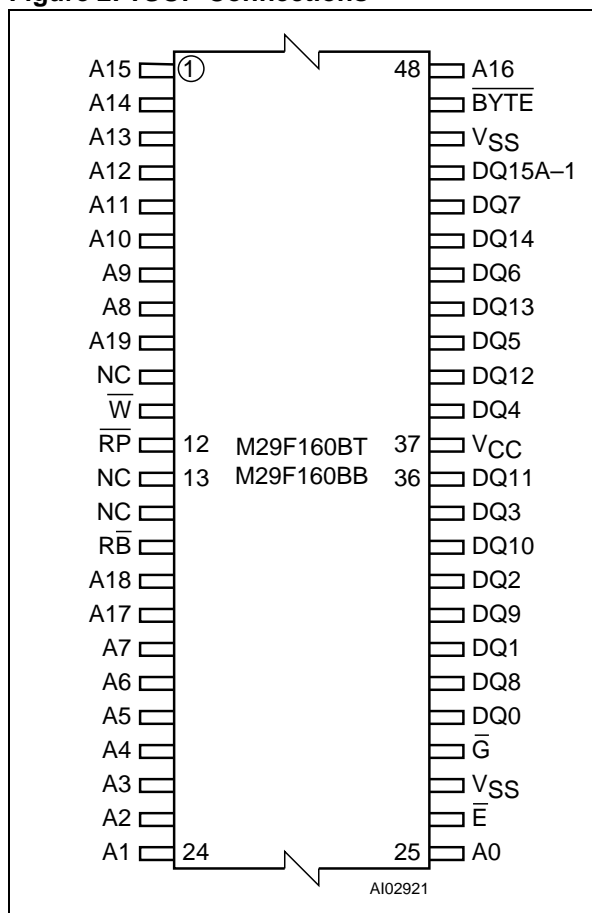 Figure 2. TSOP Connections
A15 1 48 A16
A14 BYTE
A13 VSS
A12 DQ15A–1
A11 DQ7
A10 DQ14
A9 DQ6
A8 DQ13
A19 DQ5
NC DQ12
W DQ4
RP 12 M29F160BT 37 VCC
NC 13 M29F160BB 36 DQ11
NC DQ3
RB DQ10
A18 DQ2
A17 DQ9
A7 DQ1
A6 DQ8
A5 DQ0
A4 G
A3 VSS
A2 E
A1 24 25 A0
AI02921